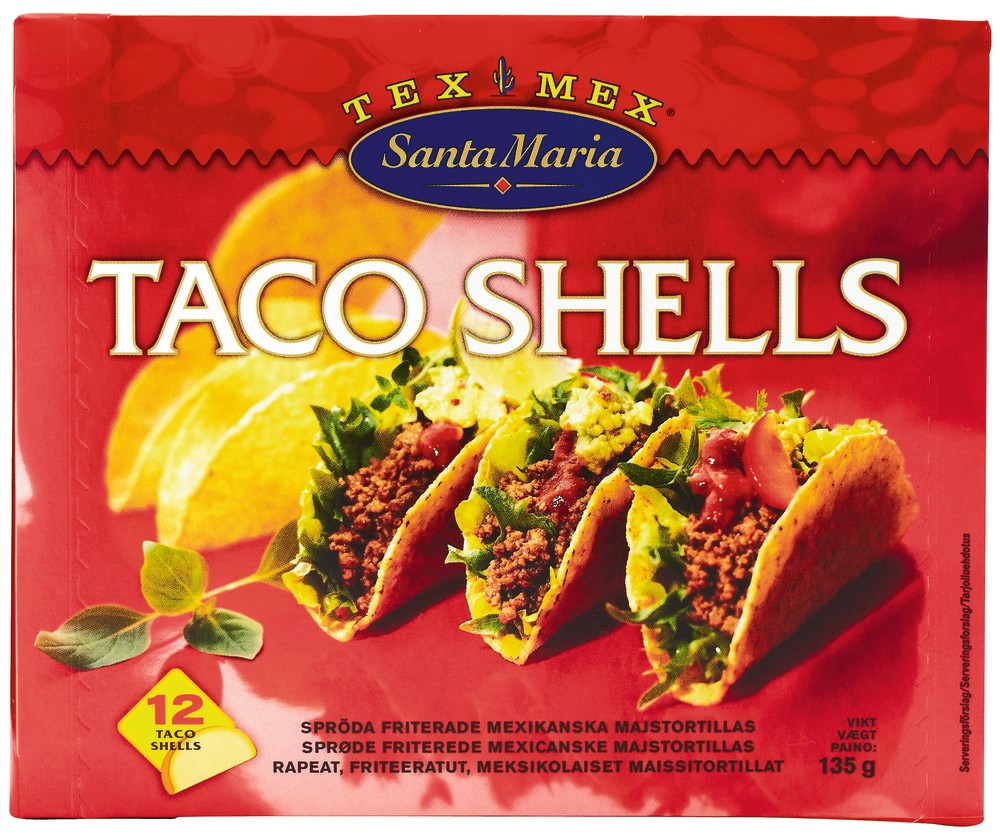 TEX MEX®
Santa Maria
TACO SHELLS
12
TACO
SHELLS
SPRÖDA FRITERADE MEXIKANSKA MAJSTORTILLAS
SPRØDE FRITEREDE MEXICANSKE MAJSTORTILLAS
RAPEAT, FRITEERATUT, MEKSIKOLAISET MAISSITORTILLAT
VIKT
VÆGT
PAINO:
135 g
Serveringsförslag/Serveringsforslag/Tarjoiluehdotus